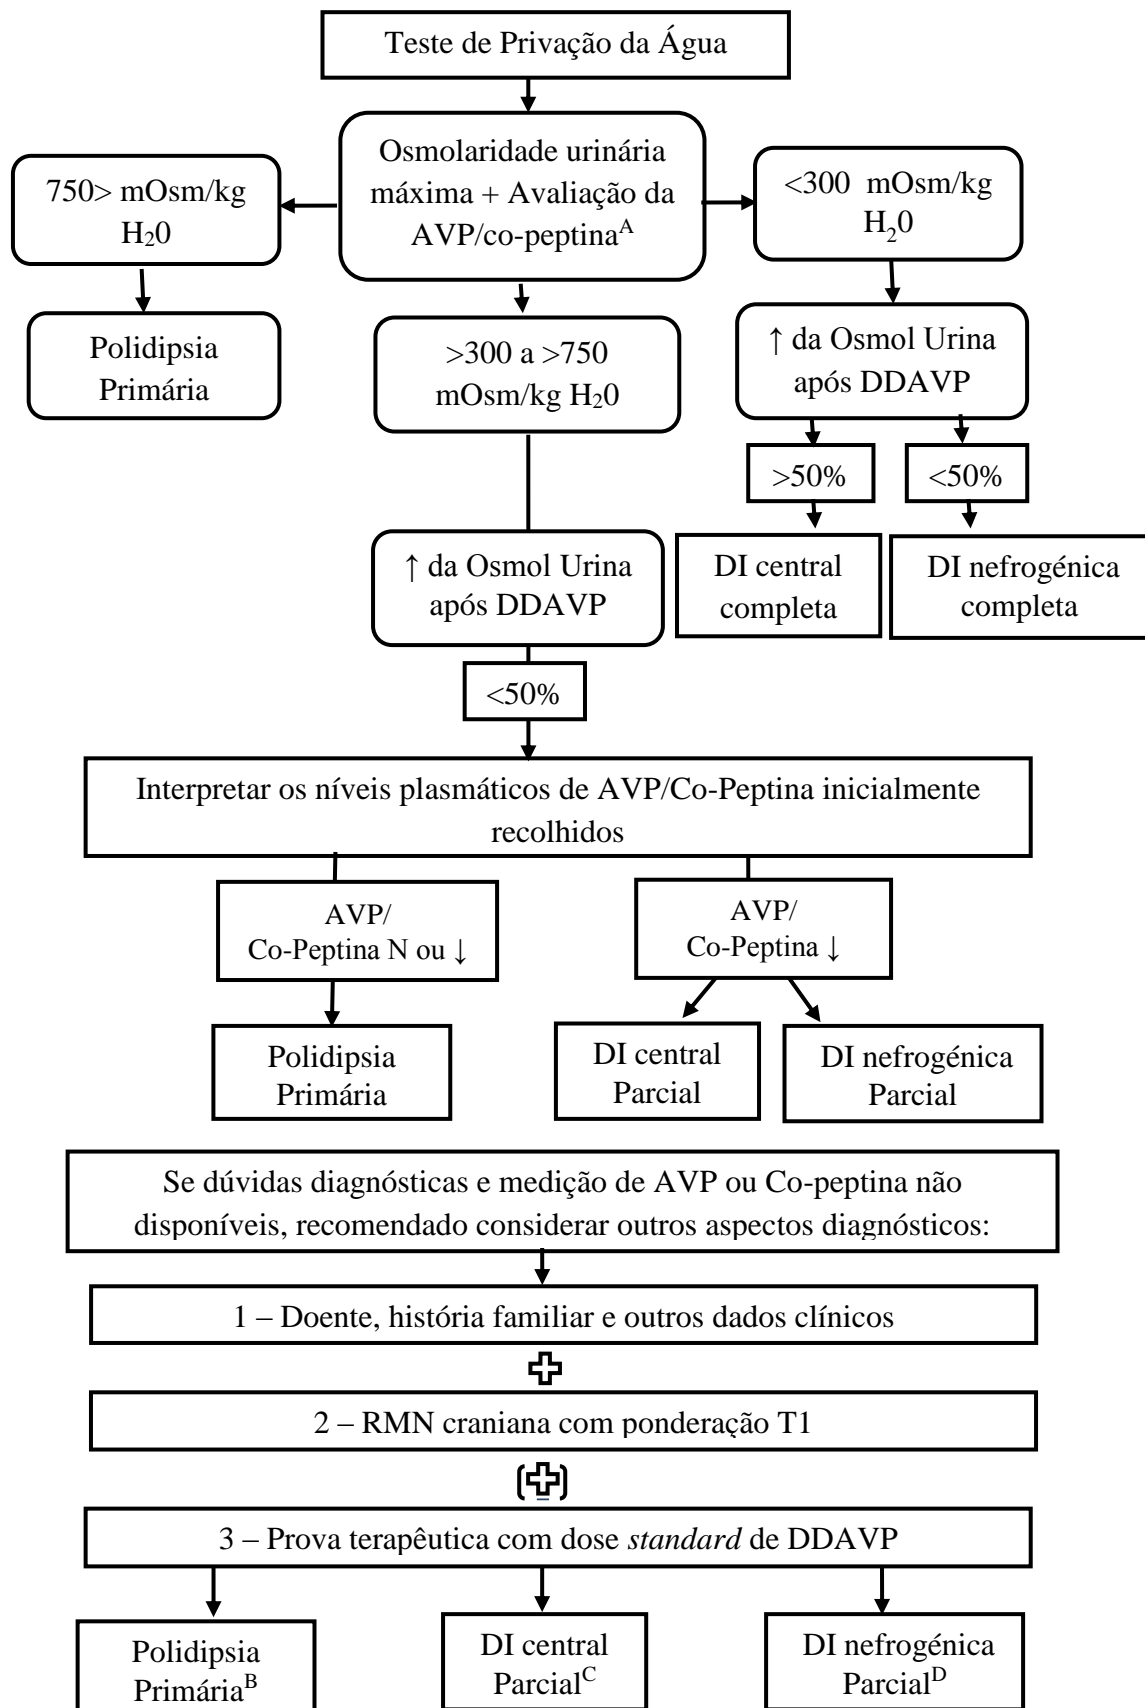 Teste de Privação da Água
Osmolaridade urinária
máxima + Avaliação da
AVP/co-peptinaᴬ
750> mOsm/kg
H₂0
<300 mOsm/kg
H₂0
Polidipsia
Primária
>300 a >750
mOsm/kg H₂0
↑ da Osmol Urina
após DDAVP
>50%
<50%
DI central
completa
DI nefrogénica
completa
↑ da Osmol Urina
após DDAVP
<50%
Interpretar os níveis plasmáticos de AVP/Co-Peptina inicialmente
recolhidos
AVP/
Co-Peptina N ou ↓
AVP/
Co-Peptina ↓
Polidipsia
Primária
DI central
Parcial
DI nefrogénica
Parcial
Se dúvidas diagnósticas e medição de AVP ou Co-peptina não
disponíveis, recomendado considerar outros aspectos diagnósticos:
1 – Doente, história familiar e outros dados clínicos
2 – RMN craniana com ponderação T1
3 – Prova terapêutica com dose standard de DDAVP
Polidipsia
Primáriaᴮ
DI central
Parcialᶜ
DI nefrogénica
Parcialᴰ